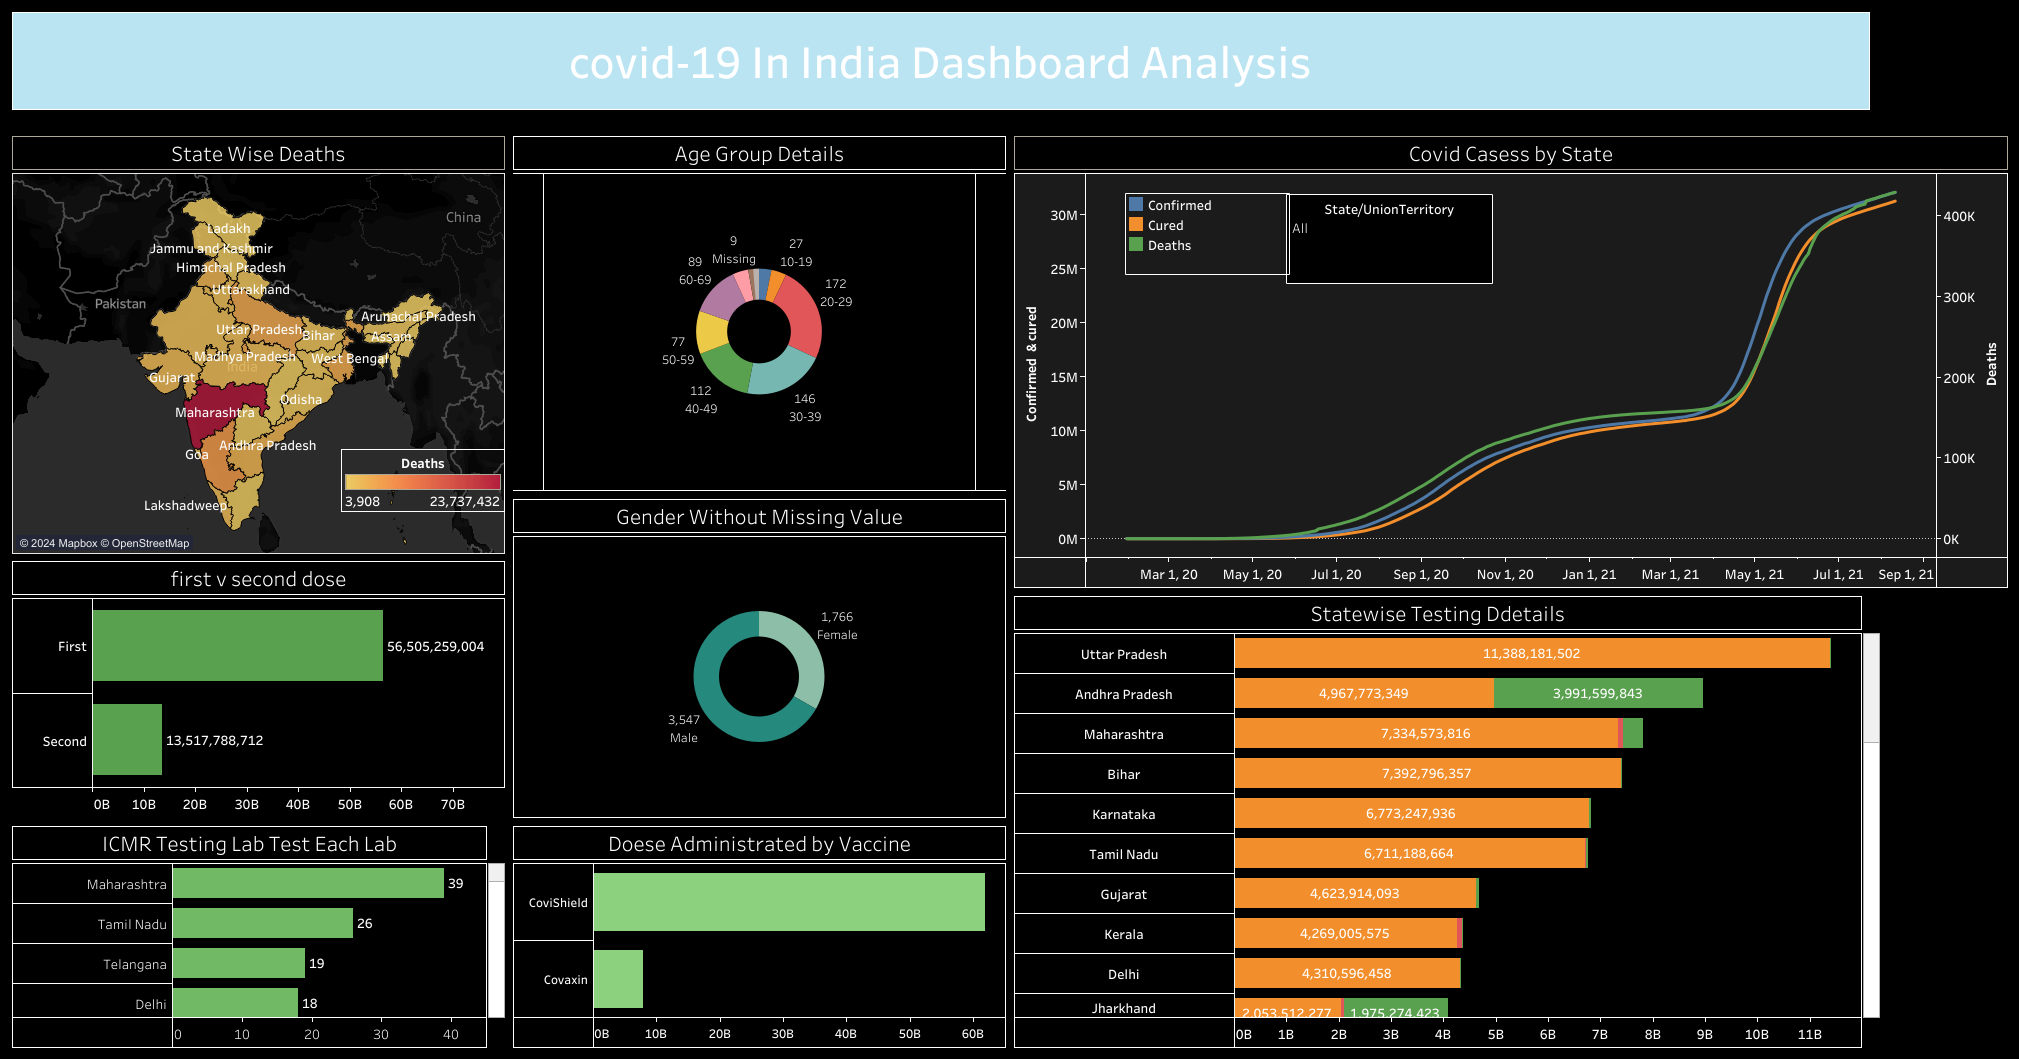 covid-19 In India Dashboard Analysis
State Wise Deaths
China
Ladakh
Jammu and Kashmir
Himachal Pradesh
Uttarakhand
Pakistan
Arunachal Pradesh
Uttar Pradesh
Bihar
Assam
Madhya Pradesh
West Bengal
India
Gujarat
Odisha
Maharashtra
Andhra Pradesh
Goa
Lakshadweep
Deaths
3,908 23,737,432
© 2024 Mapbox © OpenStreetMap
Age Group Details
9
Missing
27
10-19
89
60-69
172
20-29
77
50-59
112
40-49
146
30-39
Covid Casess by State
Confirmed
Cured
Deaths
State/UnionTerritory
All
Confirmed & cured
30M
25M
20M
15M
10M
5M
0M
400K
300K
200K
100K
0K
Deaths
Mar 1, 20 May 1, 20 Jul 1, 20 Sep 1, 20 Nov 1, 20 Jan 1, 21 Mar 1, 21 May 1, 21 Jul 1, 21 Sep 1, 21
first v second dose
First 56,505,259,004
Second 13,517,788,712
0B 10B 20B 30B 40B 50B 60B 70B
Gender Without Missing Value
1,766
Female
3,547
Male
Statewise Testing Ddetails
Uttar Pradesh 11,388,181,502
Andhra Pradesh 4,967,773,349 3,991,599,843
Maharashtra 7,334,573,816
Bihar 7,392,796,357
Karnataka 6,773,247,936
Tamil Nadu 6,711,188,664
Gujarat 4,623,914,093
Kerala 4,269,005,575
Delhi 4,310,596,458
Jharkhand 2,053,512,277 1,975,274,423
0B 1B 2B 3B 4B 5B 6B 7B 8B 9B 10B 11B
ICMR Testing Lab Test Each Lab
Maharashtra 39
Tamil Nadu 26
Telangana 19
Delhi 18
0 10 20 30 40
Doese Administrated by Vaccine
CoviShield
Covaxin
0B 10B 20B 30B 40B 50B 60B